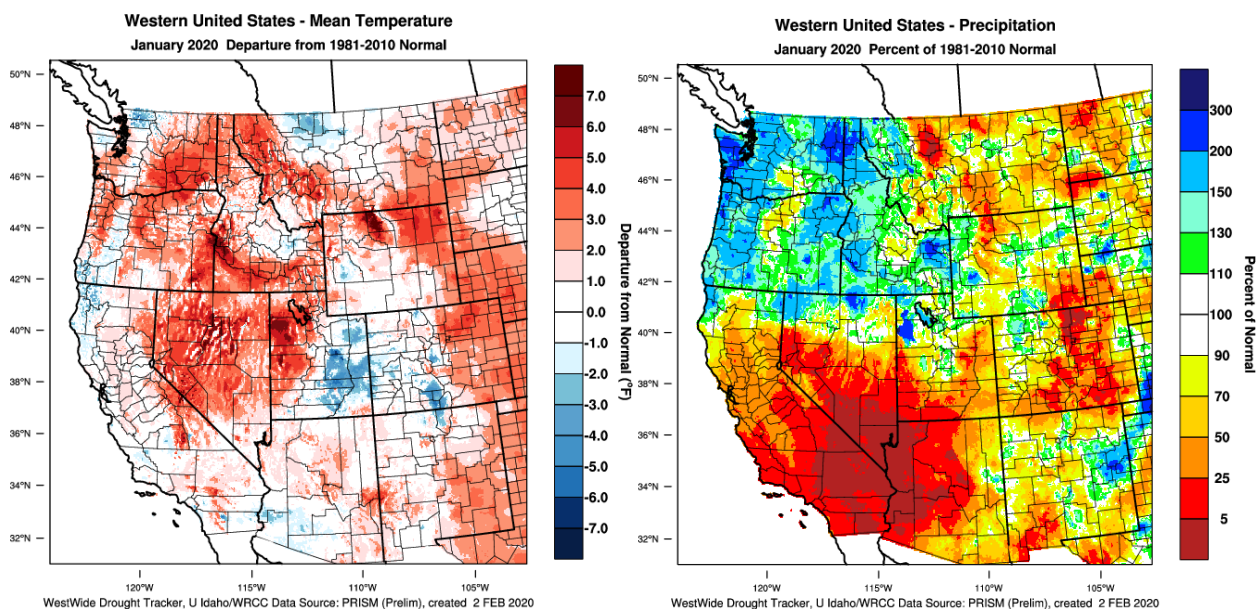 Western United States - Mean Temperature
January 2020 Departure from 1981-2010 Normal
50°N
48°N
46°N
44°N
42°N
40°N
38°N
36°N
34°N
32°N
120°W
115°W
110°W
105°W
7.0
6.0
5.0
4.0
3.0
2.0
1.0
0.0
-1.0
-2.0
-3.0
-4.0
-5.0
-6.0
-7.0
Departure from Normal (°F)
WestWide Drought Tracker, U Idaho/WRCC Data Source: PRISM (Prelim), created 2 FEB 2020
Western United States - Precipitation
January 2020 Percent of 1981-2010 Normal
50°N
48°N
46°N
44°N
42°N
40°N
38°N
36°N
34°N
32°N
120°W
115°W
110°W
105°W
300
200
150
130
110
100
90
70
50
25
5
Percent of Normal
WestWide Drought Tracker, U Idaho/WRCC Data Source: PRISM (Prelim), created 2 FEB 2020